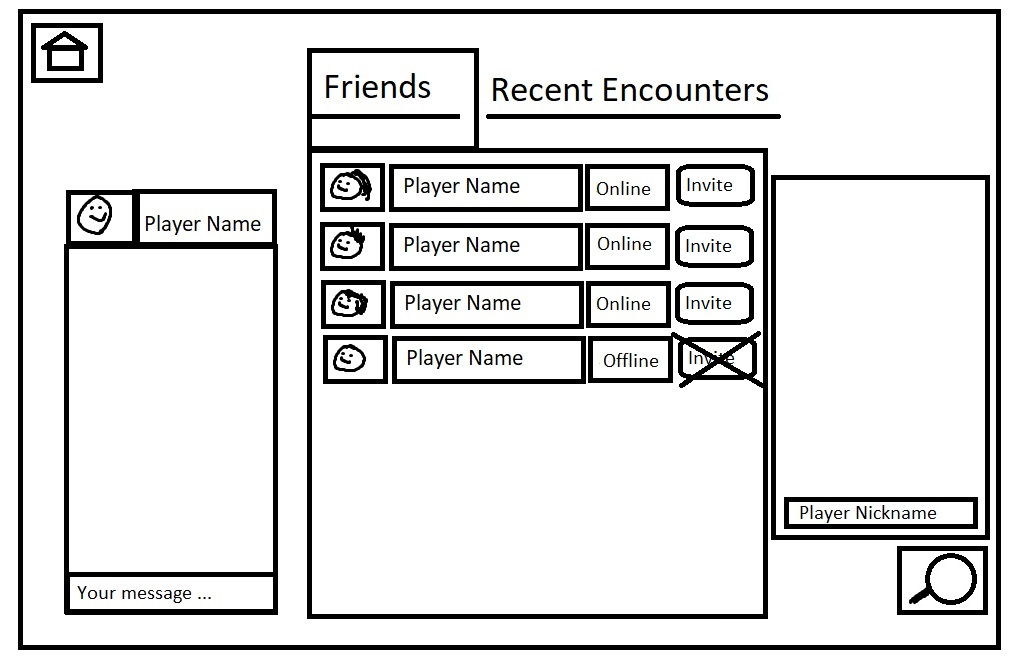 Friends
Recent Encounters
Player Name
Your message ...
Player Name Online Invite
Player Name Online Invite
Player Name Online Invite
Player Name Offline Invite
Player Nickname